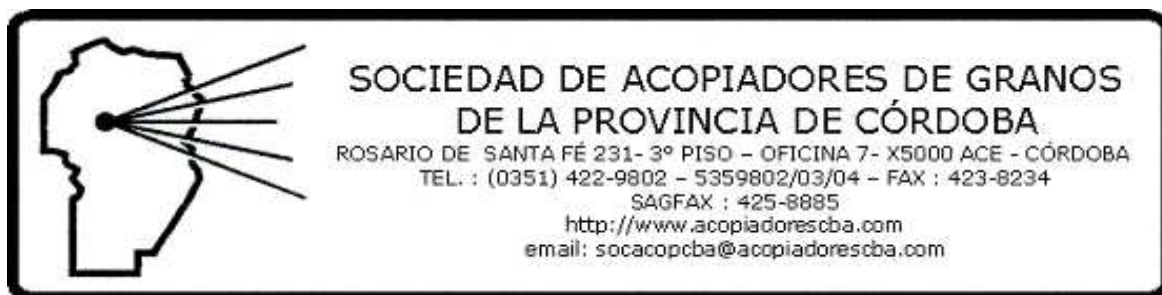 SOCIEDAD DE ACOPIADORES DE GRANOS
DE LA PROVINCIA DE CÓRDOBA
ROSARIO DE SANTA FÉ 231- 3º PISO – OFICINA 7- X5000 ACE - CÓRDOBA
TEL. : (0351) 422-9802 – 5359802/03/04 – FAX : 423-8234
SAGFAX : 425-8885
http://www.acopiadorescba.com
email: socacopcba@acopiadorescba.com